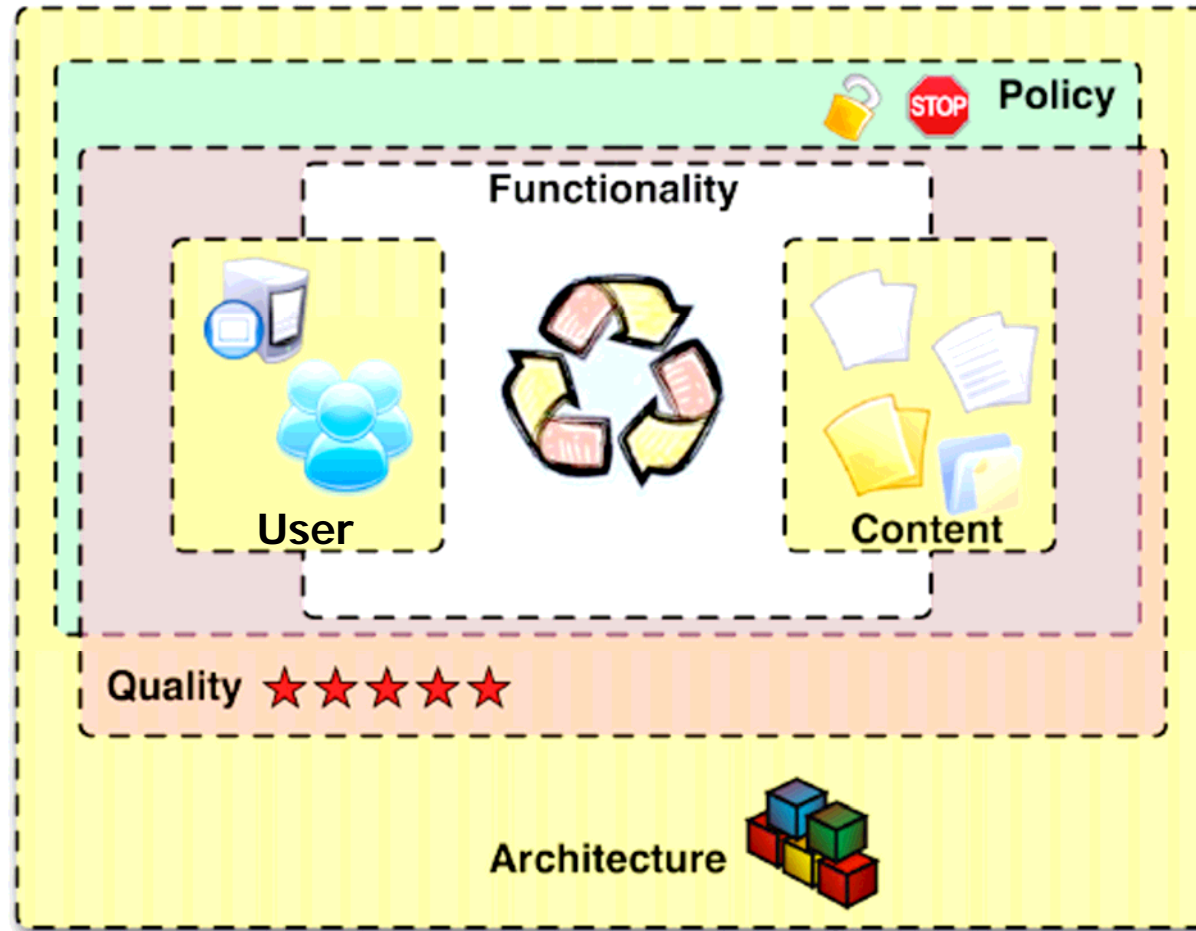 STOP
Policy
Functionality
User
Content
Quality
Architecture